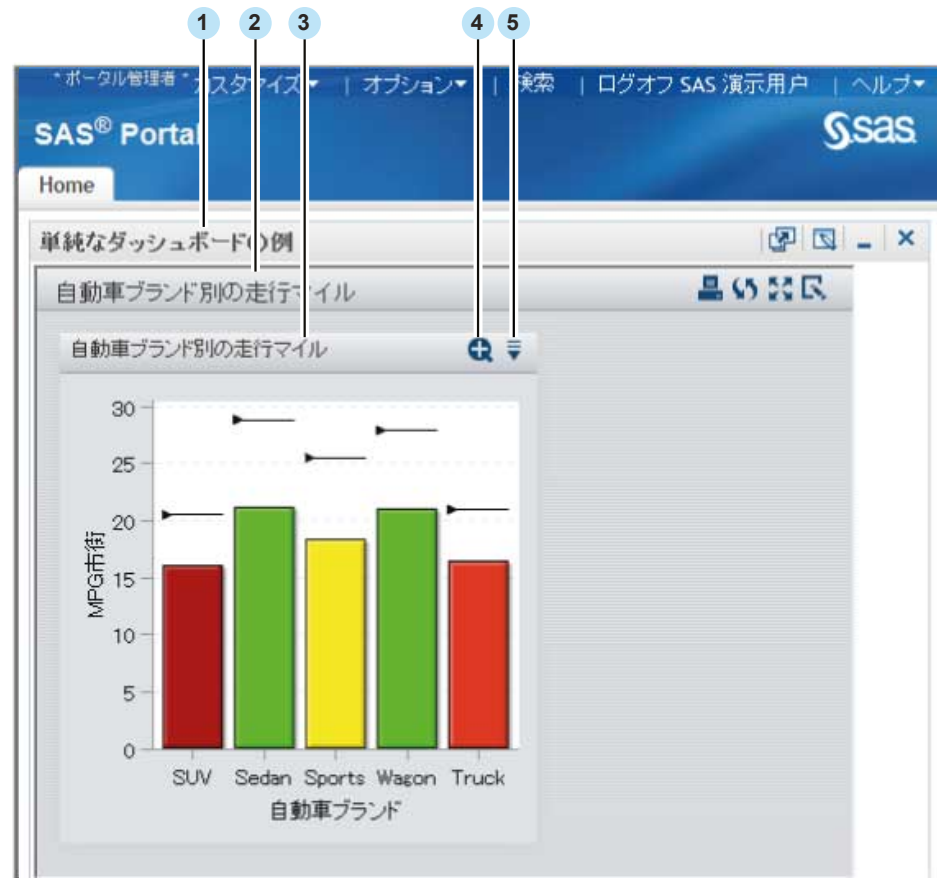 1 2 3 4 5
* ポータル管理者 * カスタマイズ▾ | オプション▾ | 検索 | ログオフ SAS 演示用户 | ヘルプ▾
SAS® Portal
sas
Home
単純なダッシュボードの例
自動車ブランド別の走行マイル
自動車ブランド別の走行マイル
30
25
20
15
10
5
0
MPG市街
SUV Sedan Sports Wagon Truck
自動車ブランド